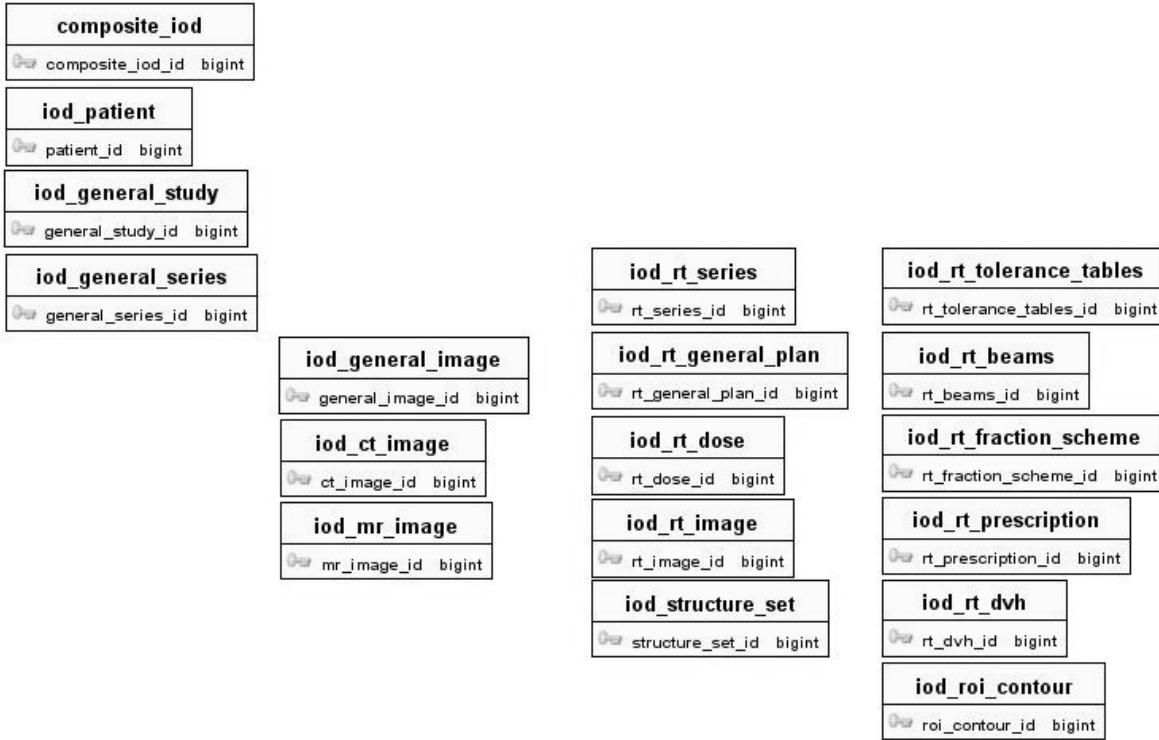 composite_iod
composite_iod_id bigint
iod_patient
patient_id bigint
iod_general_study
general_study_id bigint
iod_general_series
general_series_id bigint
iod_general_image
general_image_id bigint
iod_ct_image
ct_image_id bigint
iod_mr_image
mr_image_id bigint
iod_rt_series
rt_series_id bigint
iod_rt_general_plan
rt_general_plan_id bigint
iod_rt_dose
rt_dose_id bigint
iod_rt_image
rt_image_id bigint
iod_structure_set
structure_set_id bigint
iod_rt_tolerance_tables
rt_tolerance_tables_id bigint
iod_rt_beams
rt_beams_id bigint
iod_rt_fraction_scheme
rt_fraction_scheme_id bigint
iod_rt_prescription
rt_prescription_id bigint
iod_rt_dvh
rt_dvh_id bigint
iod_roi_contour
roi_contour_id bigint